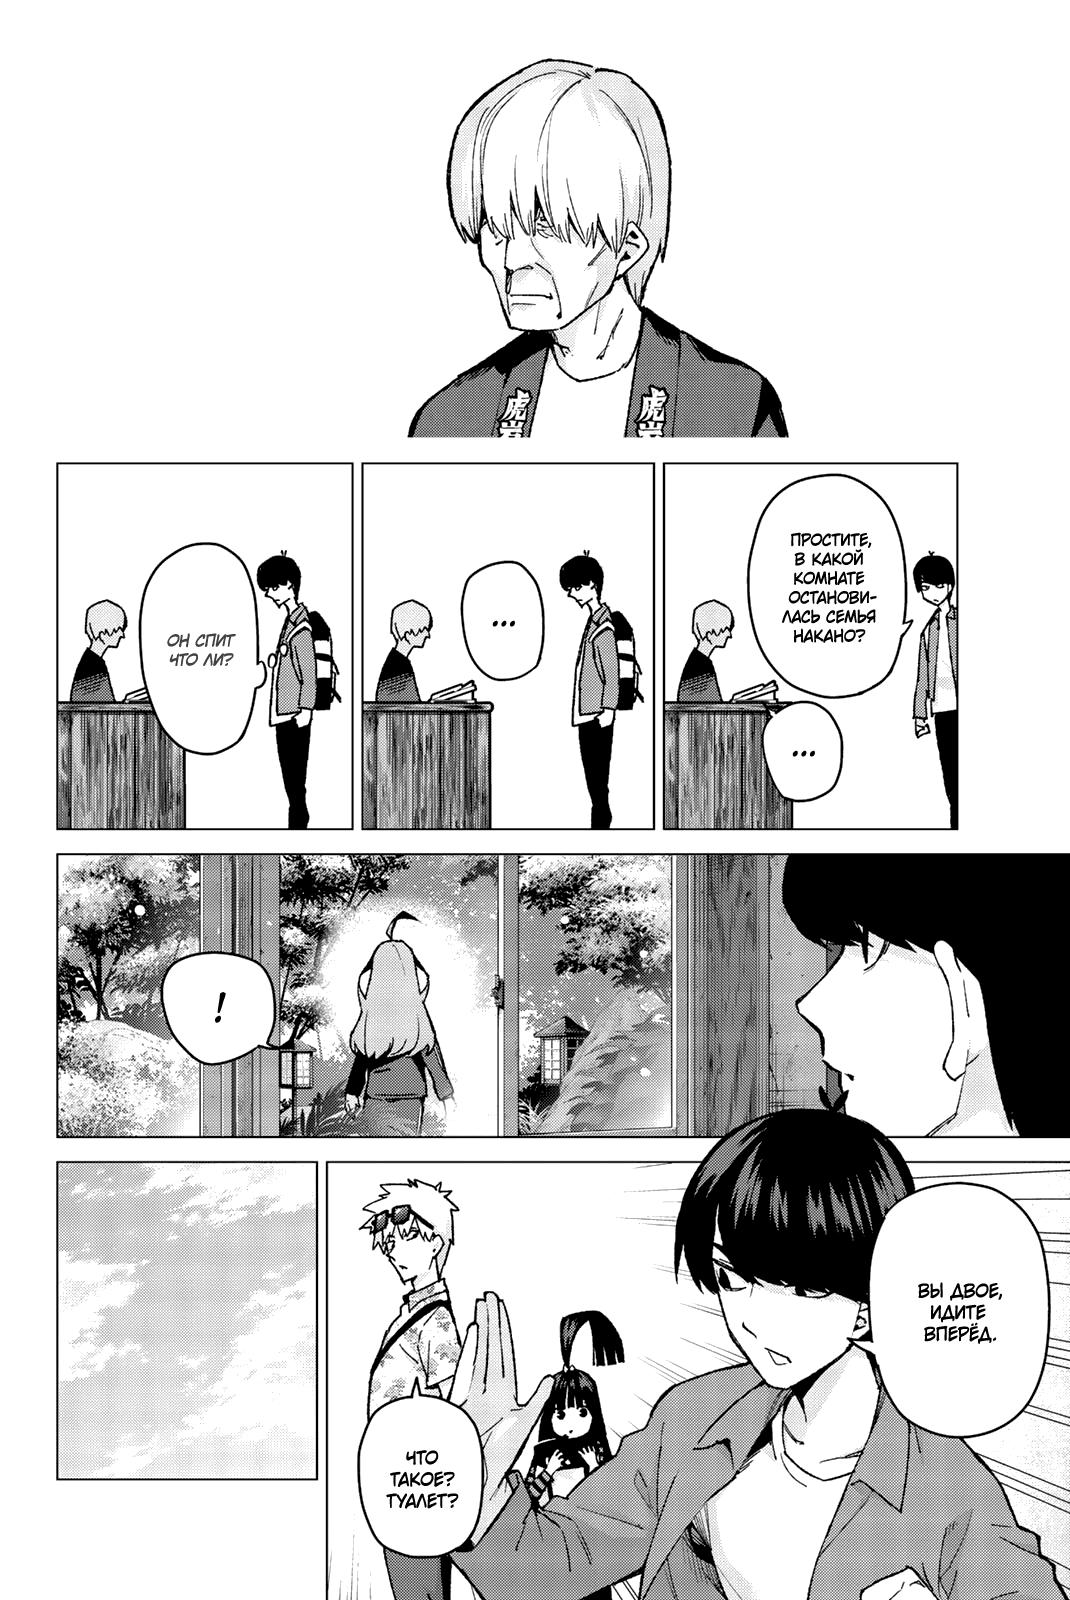 虎岩
虎岩
ПРОСТИТЕ,
В КАКОЙ
КОМНАТЕ
ОСТАНОВИ-
ЛАСЬ СЕМЬЯ
НАКАНО?
...
...
ОН СПИТ
ЧТО ЛИ?
!
ВЫ ДВОЕ,
ИДИТЕ
ВПЕРЁД.
ЧТО
ТАКОЕ?
ТУАЛЕТ?